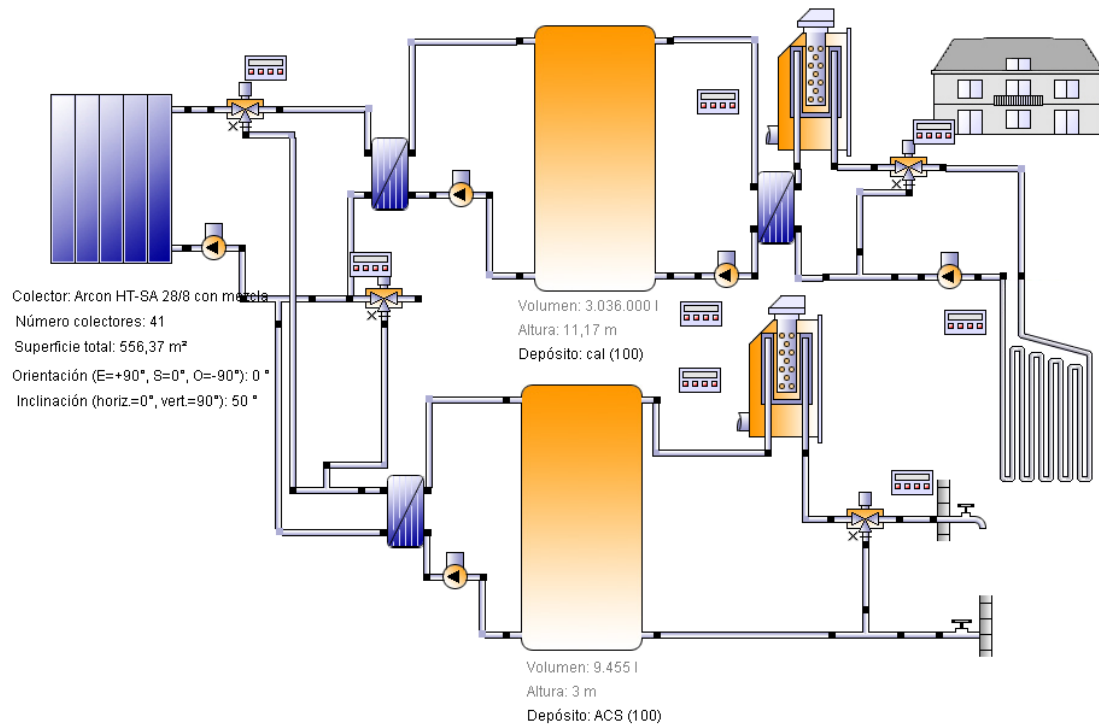 Colector: Arcon HT-SA 28/8 con mezcla
Número colectores: 41
Superficie total: 556,37 m²
Orientación (E=+90°, S=0°, O=-90°): 0 °
Inclinación (horiz.=0°, vert.=90°): 50 °
Volumen: 3.036.000 l
Altura: 11,17 m
Depósito: cal (100)
Volumen: 9.455 l
Altura: 3 m
Depósito: ACS (100)